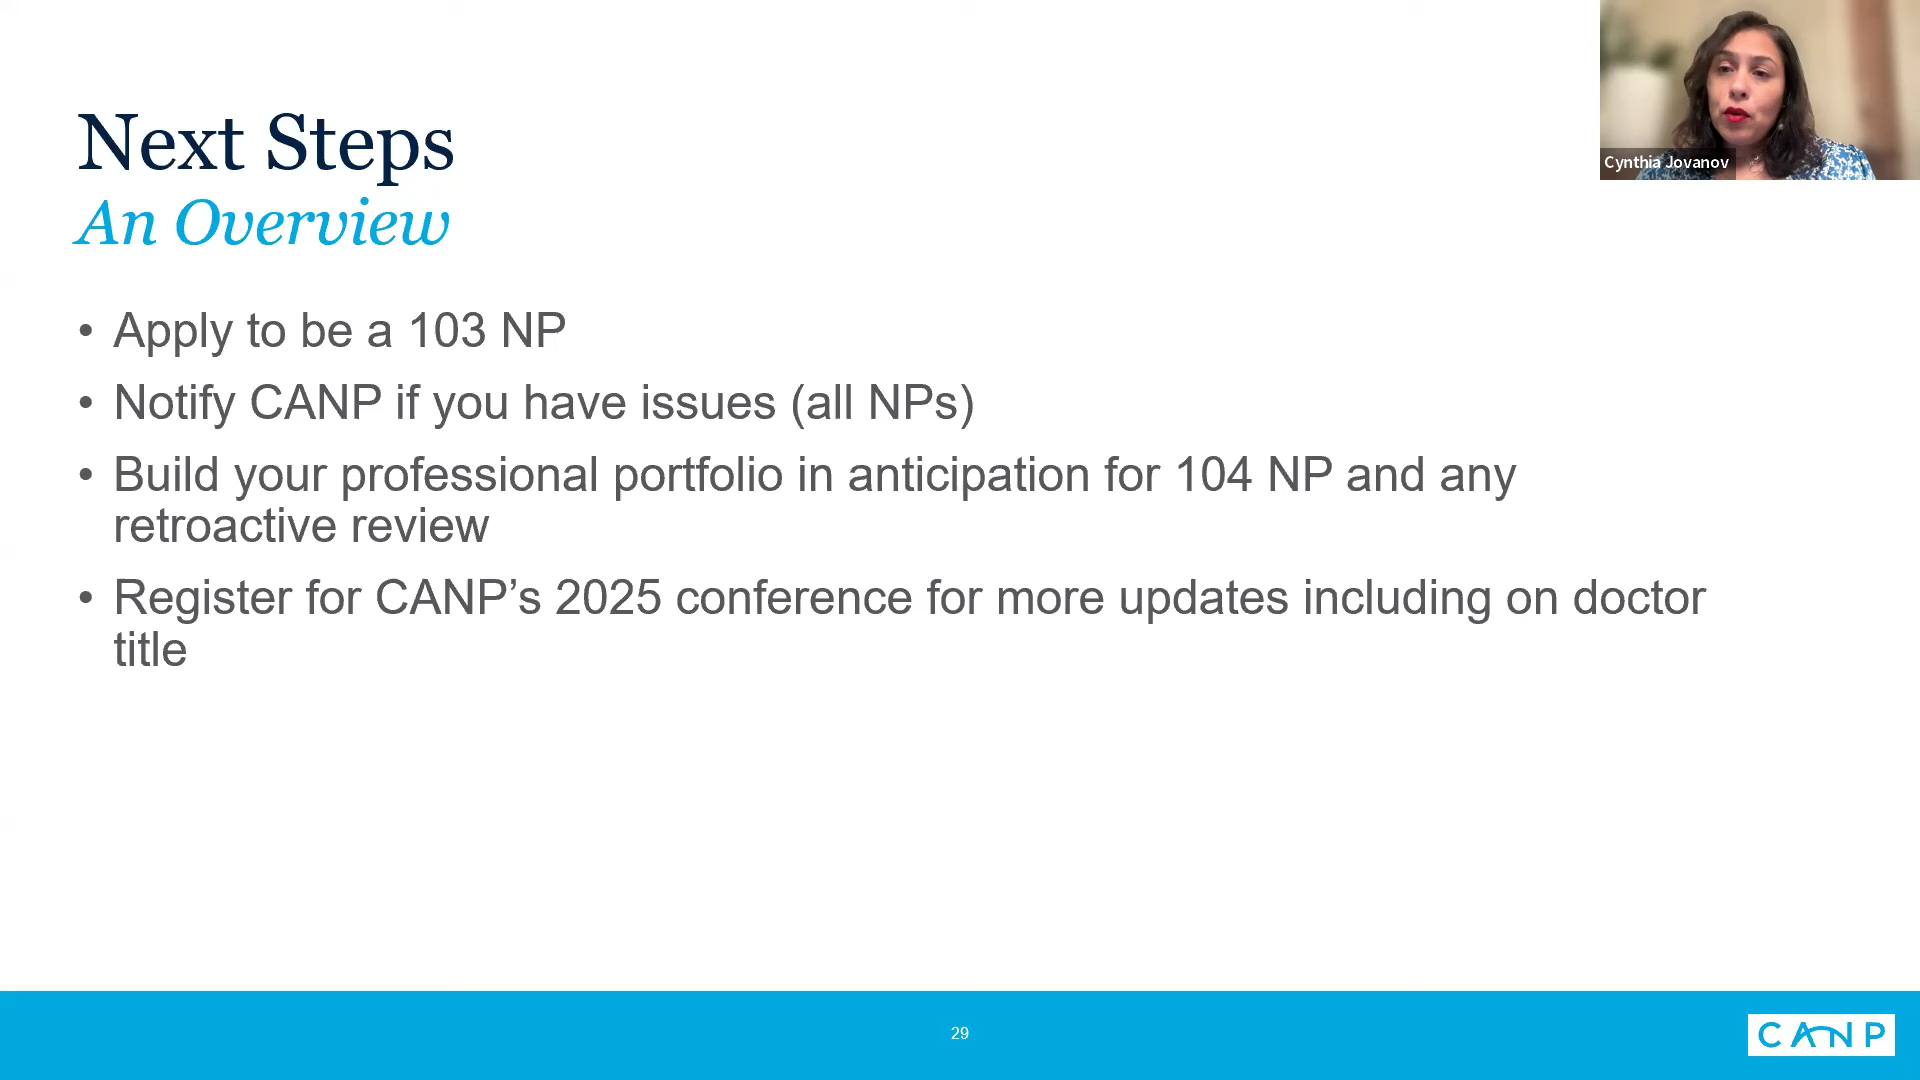 Cynthia Jovanov
Next Steps
An Overview
• Apply to be a 103 NP
• Notify CANP if you have issues (all NPs)
• Build your professional portfolio in anticipation for 104 NP and any
retroactive review
• Register for CANP’s 2025 conference for more updates including on doctor
title
29
CANP